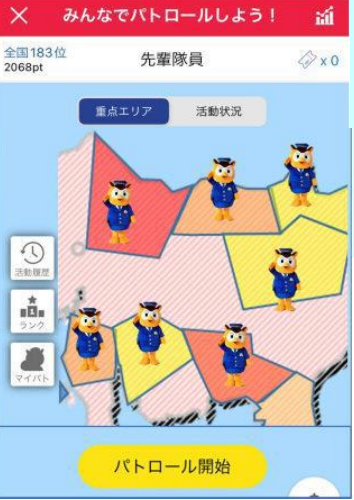 みんなでパトロールしよう！
全国183位
2068pt
先輩隊員
x 0
重点エリア
活動状況
活動履歴
ランク
マイパト
パトロール開始